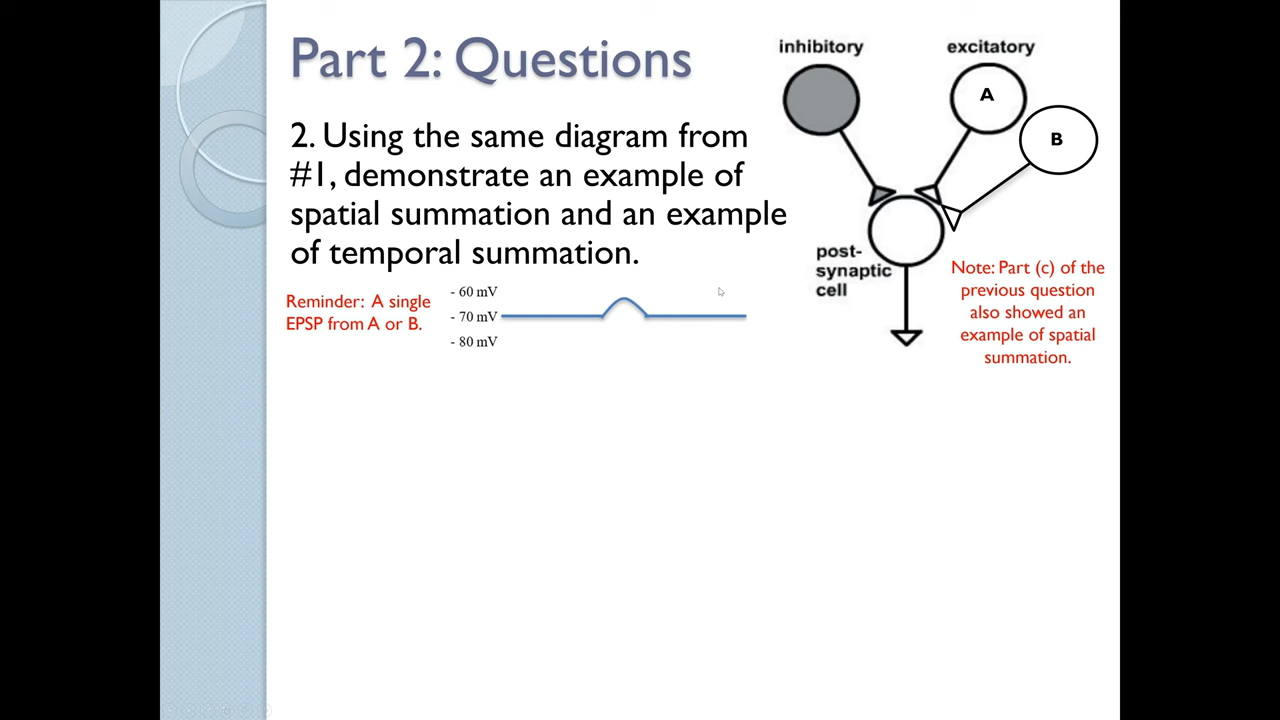 Part 2: Questions
2. Using the same diagram from
#1, demonstrate an example of
spatial summation and an example
of temporal summation.
Reminder: A single
EPSP from A or B.
- 60 mV
- 70 mV
- 80 mV
inhibitory
excitatory
A
B
post-
synaptic
cell
Note: Part (c) of the
previous question
also showed an
example of spatial
summation.